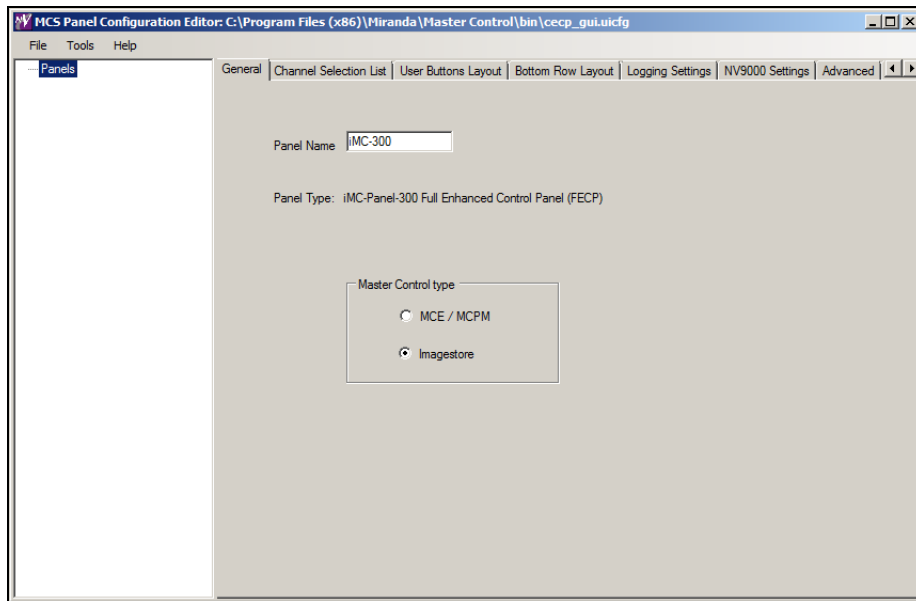 MCS Panel Configuration Editor: C:\Program Files (x86)\Miranda\Master Control\bin\cecp_gui.uicfg
File Tools Help
Panels
General Channel Selection List User Buttons Layout Bottom Row Layout Logging Settings NV9000 Settings Advanced
Panel Name iMC-300
Panel Type: iMC-Panel-300 Full Enhanced Control Panel (FECP)
Master Control type
MCE / MCPM
Imagestore